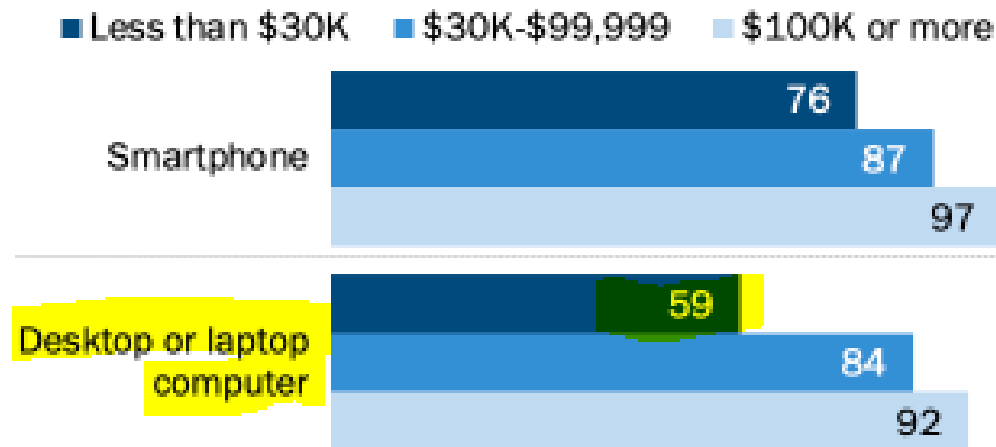 Less than $30K $30K-$99,999 $100K or more
76
Smartphone
87
97
59
Desktop or laptop
computer
84
92